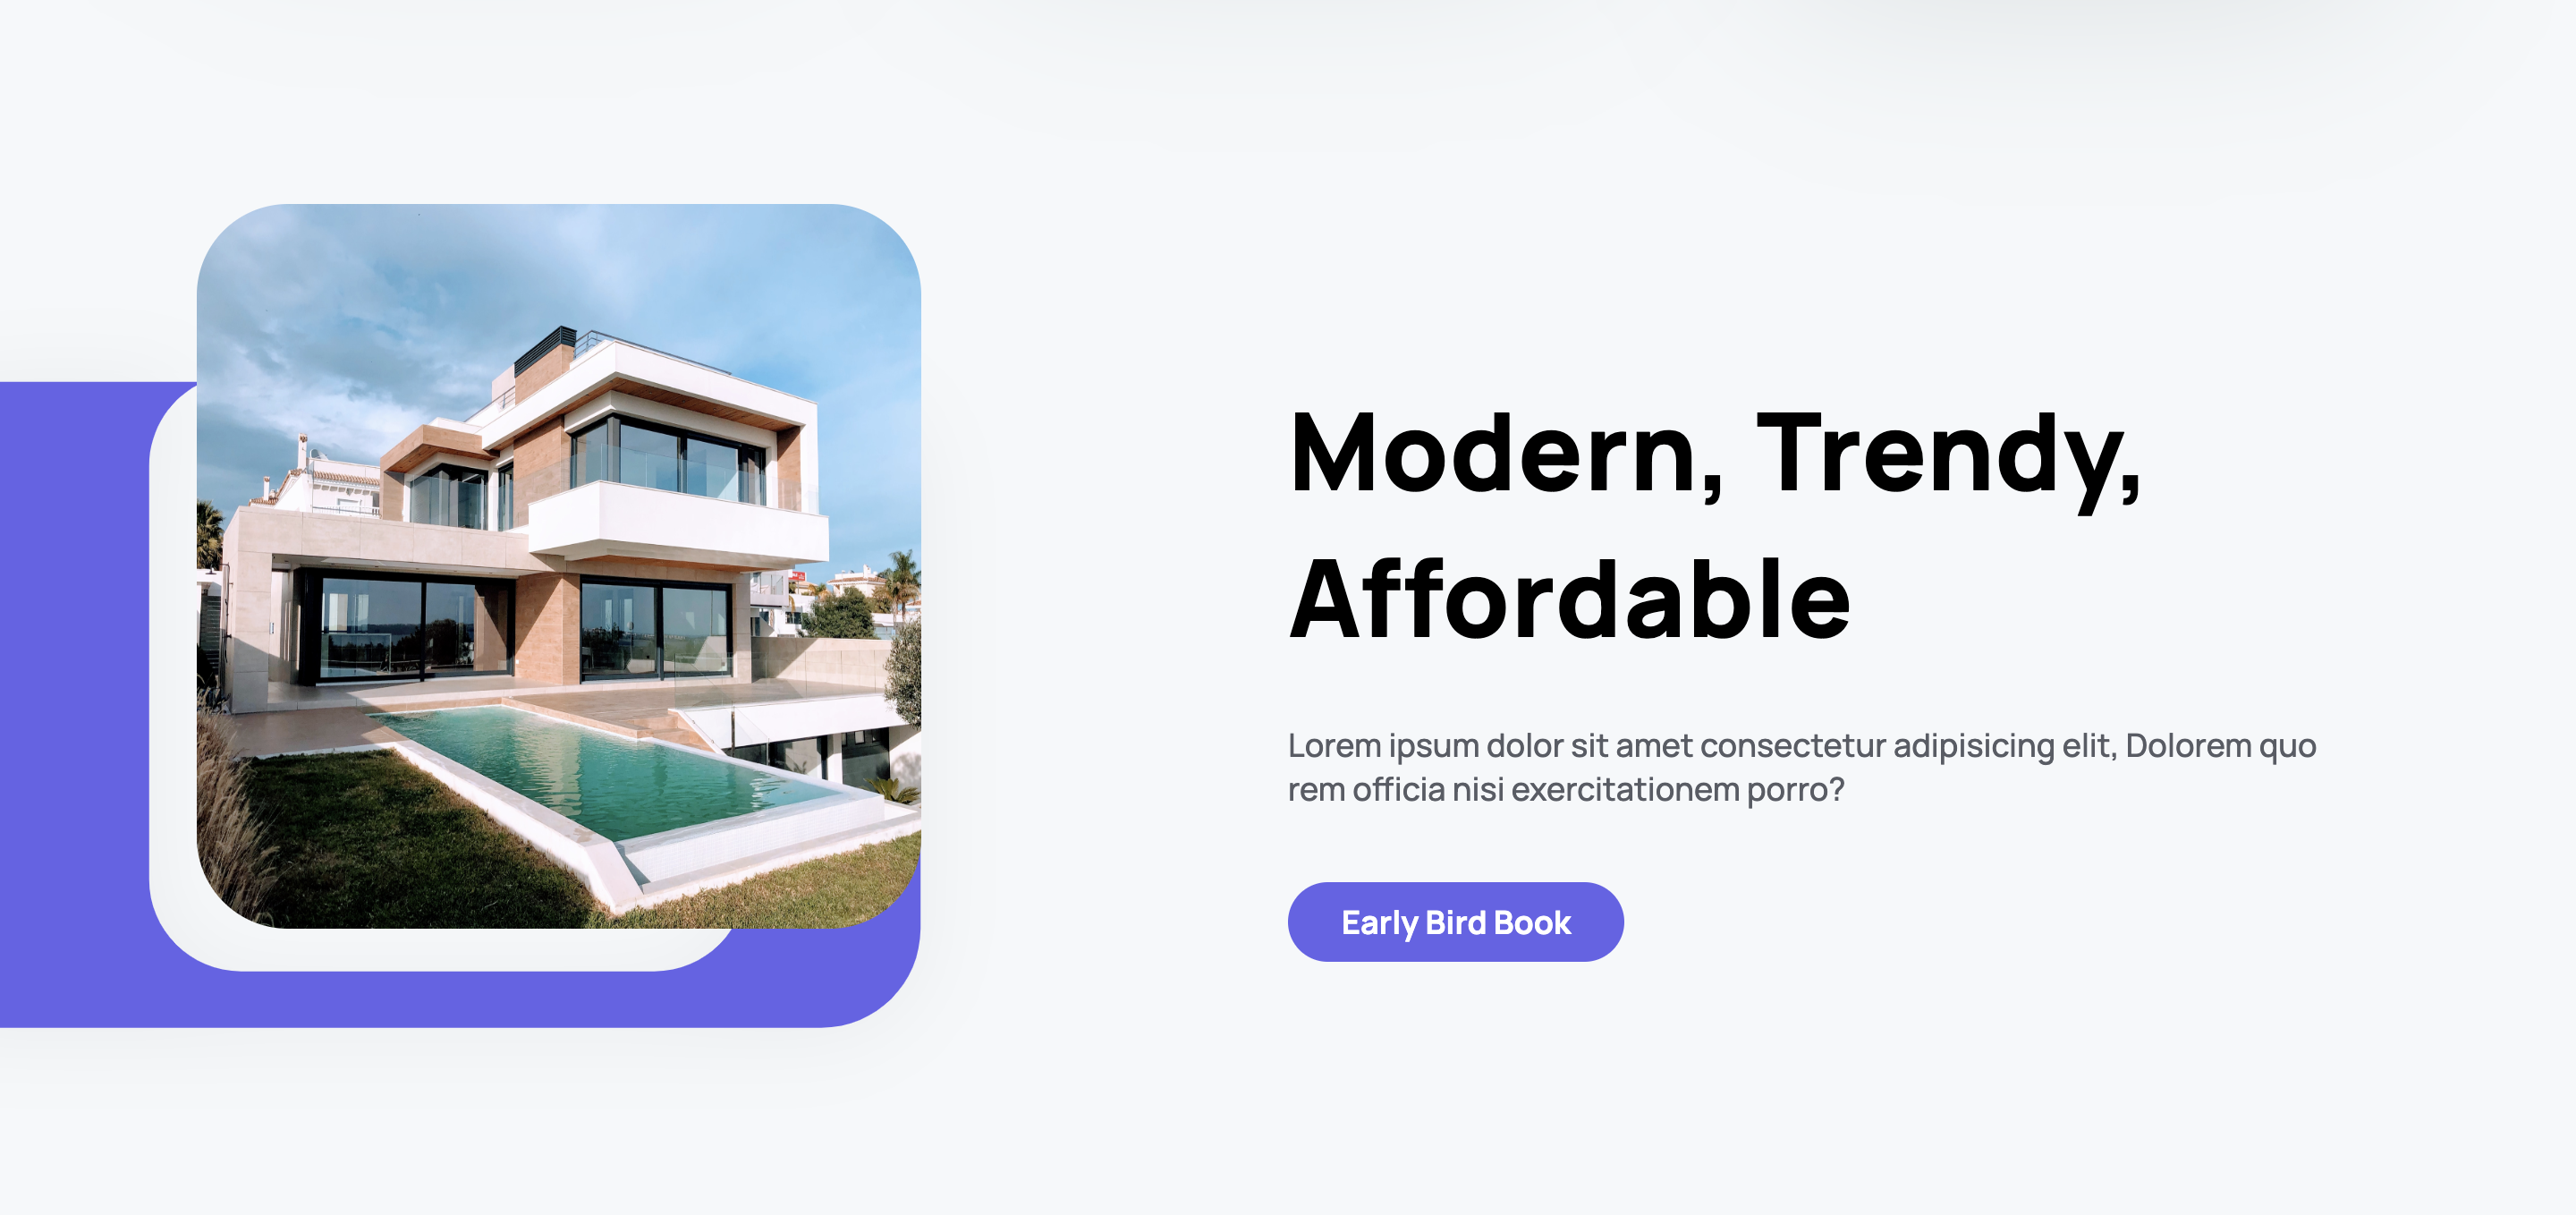 Modern, Trendy,
Affordable
Lorem ipsum dolor sit amet consectetur adipisicing elit, Dolorem quo
rem officia nisi exercitationem porro?
Early Bird Book